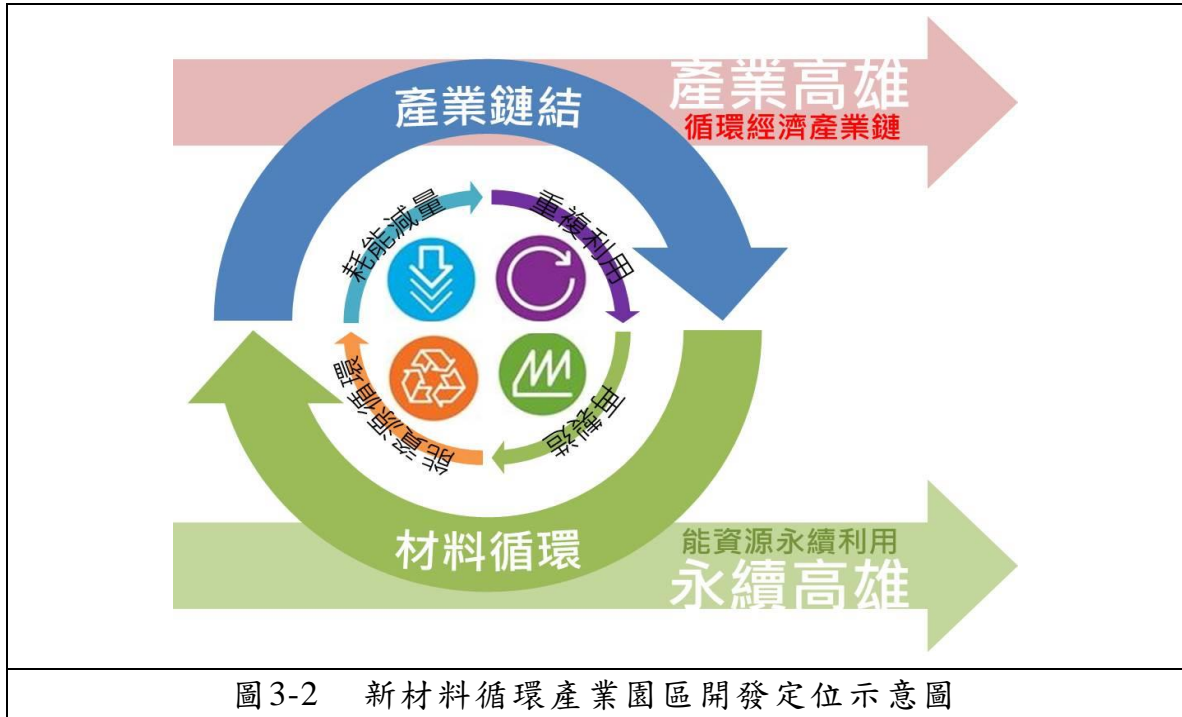 產業高雄
循環經濟產業鏈
產業鏈結
耗能減量
重複利用
能資源循環
再製造
材料循環
能資源永續利用
永續高雄
圖3-2 新材料循環產業園區開發定位示意圖